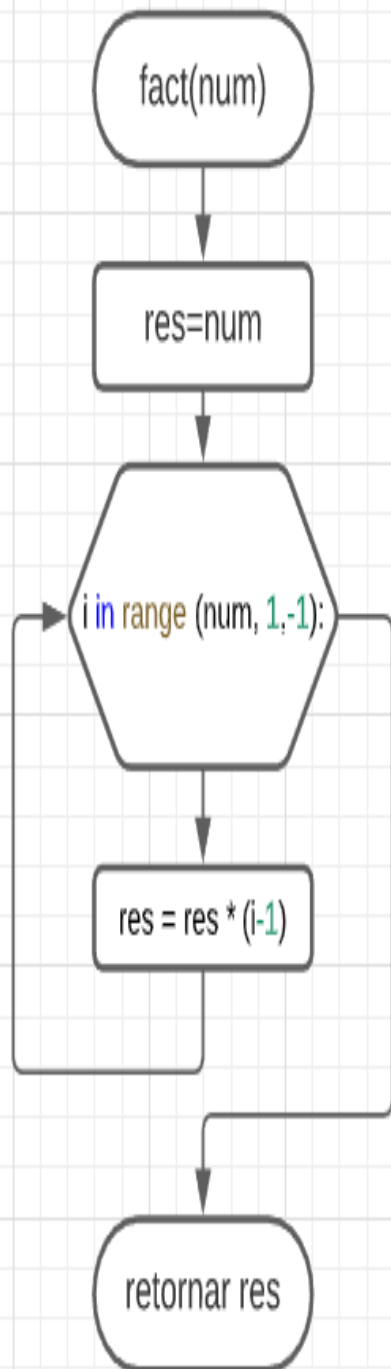 fact(num)
res=num
i in range (num, 1,-1):
res = res * (i-1)
retornar res